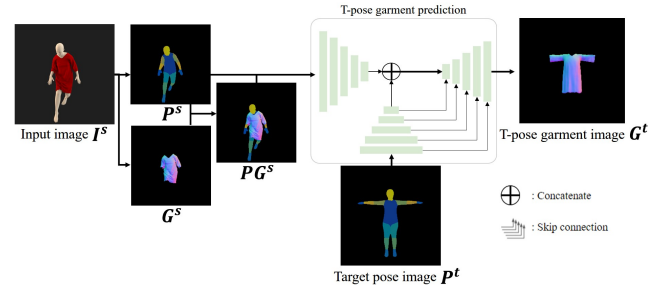 T-pose garment prediction
Input image I^s
P^s
G^s
PG^s
T-pose garment image G^t
Target pose image P^t
: Concatenate
: Skip connection